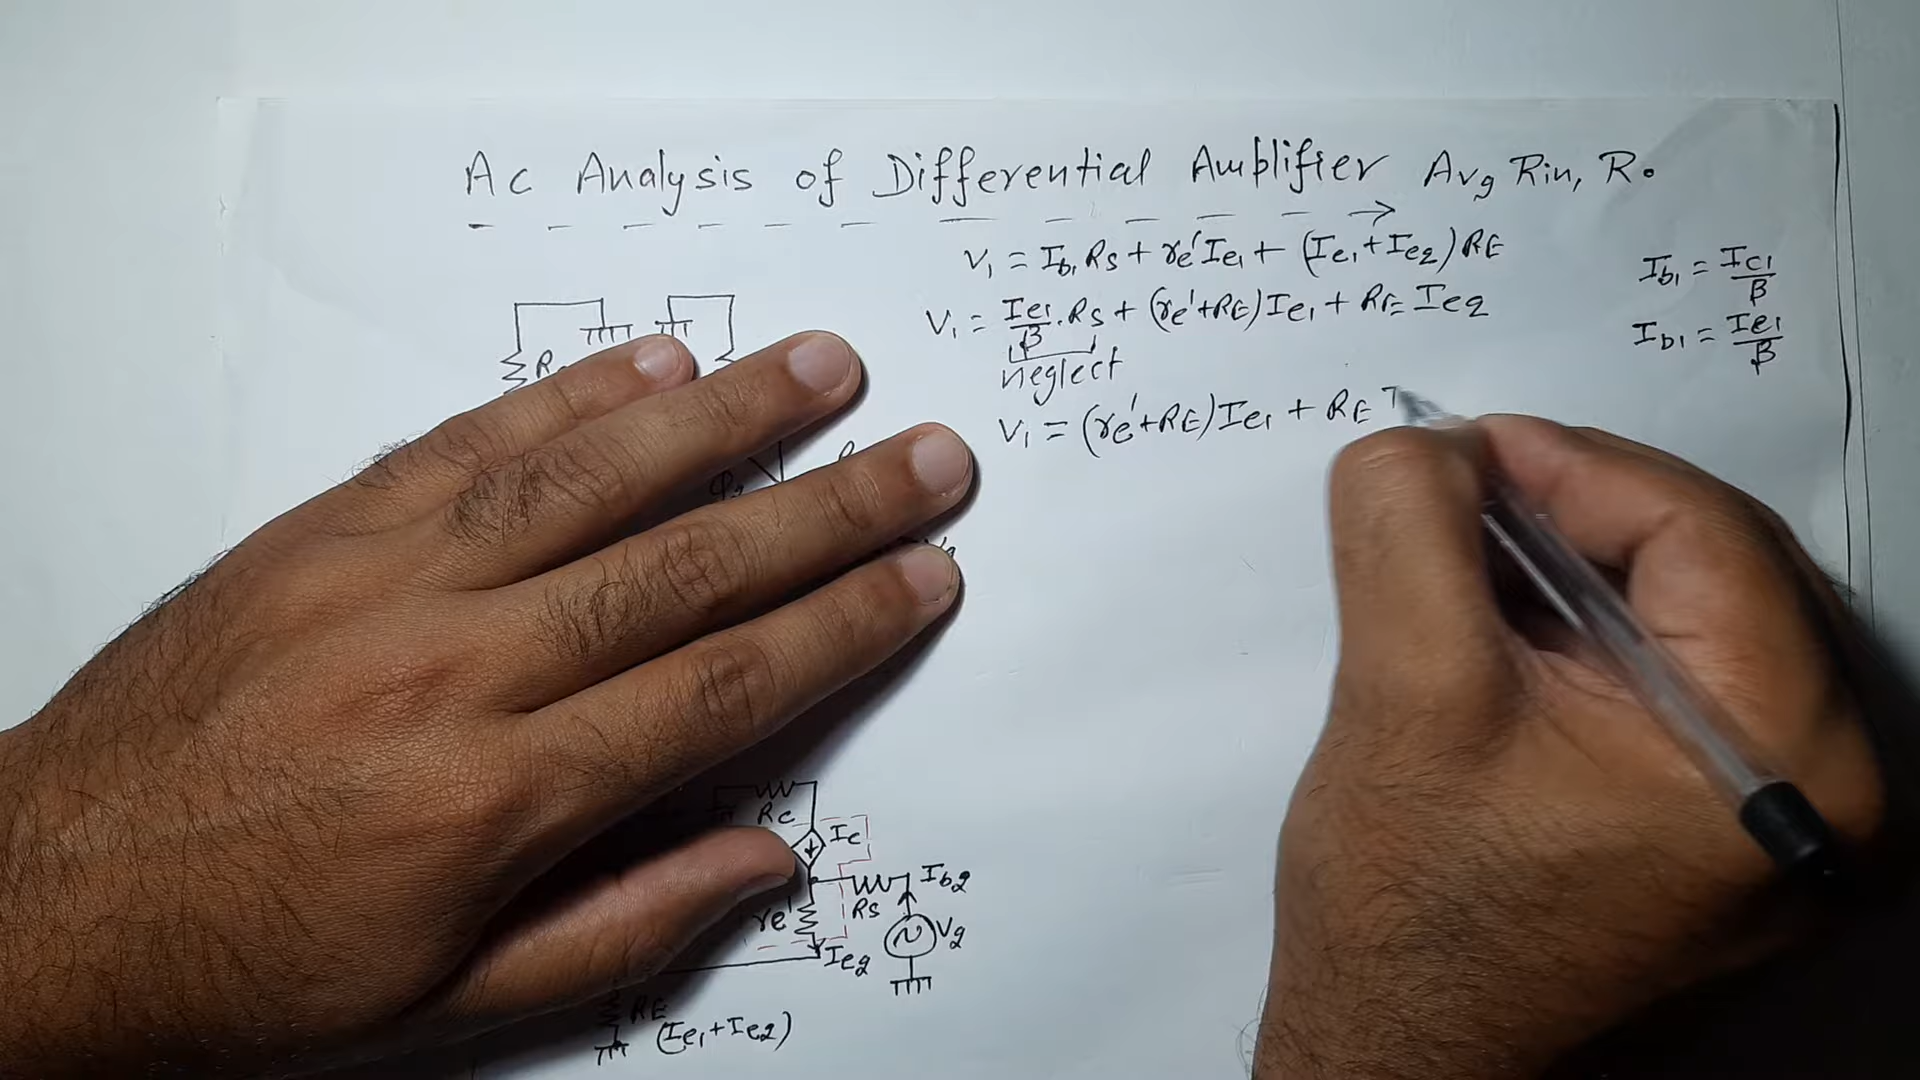 Ac Analysis of Differential Amplifier Avg Rin, Ro
V1 = Ib1 Rs + re' Ie1 + (Ie1 + Ie2) RE
V1 = Ie1/β . Rs + (re' + RE) Ie1 + RE Ie2
neglect
V1 = (re' + RE) Ie1 + RE I
Ib1 = Ic1/β
Ib1 = Ie1/β
Q2
Rc
Ic
Ib2
Rs
re'
V2
Ie2
RE
(Ie1 + Ie2)